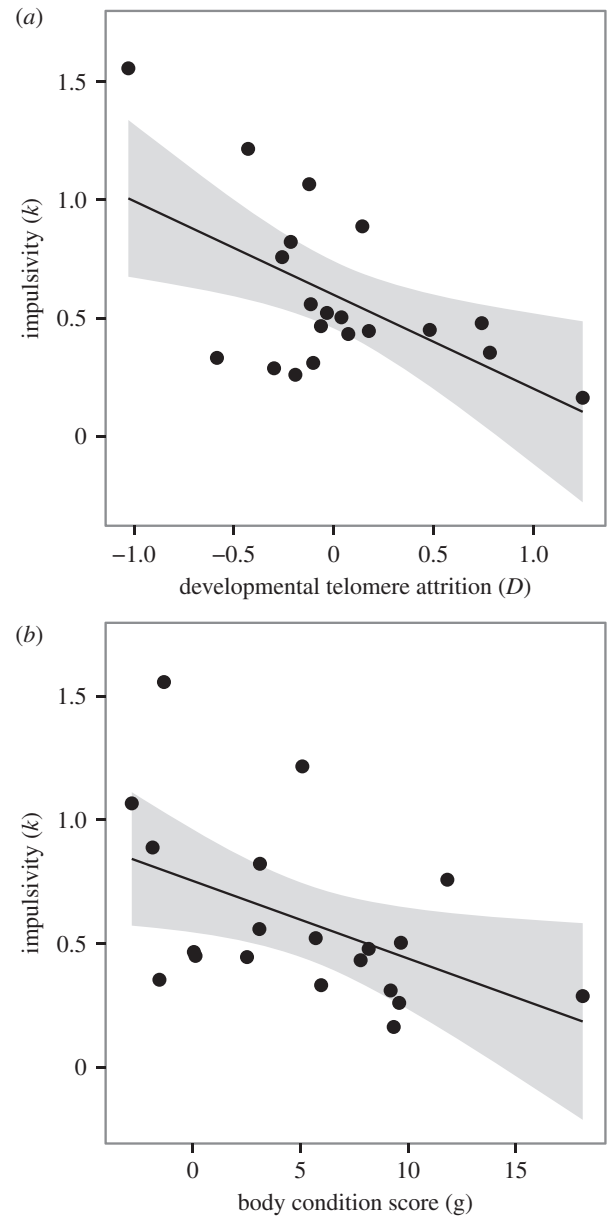 (a)
1.5
1.0
0.5
0
impulsivity (k)
−1.0 −0.5 0 0.5 1.0
developmental telomere attrition (D)
(b)
1.5
1.0
0.5
0
impulsivity (k)
0 5 10 15
body condition score (g)